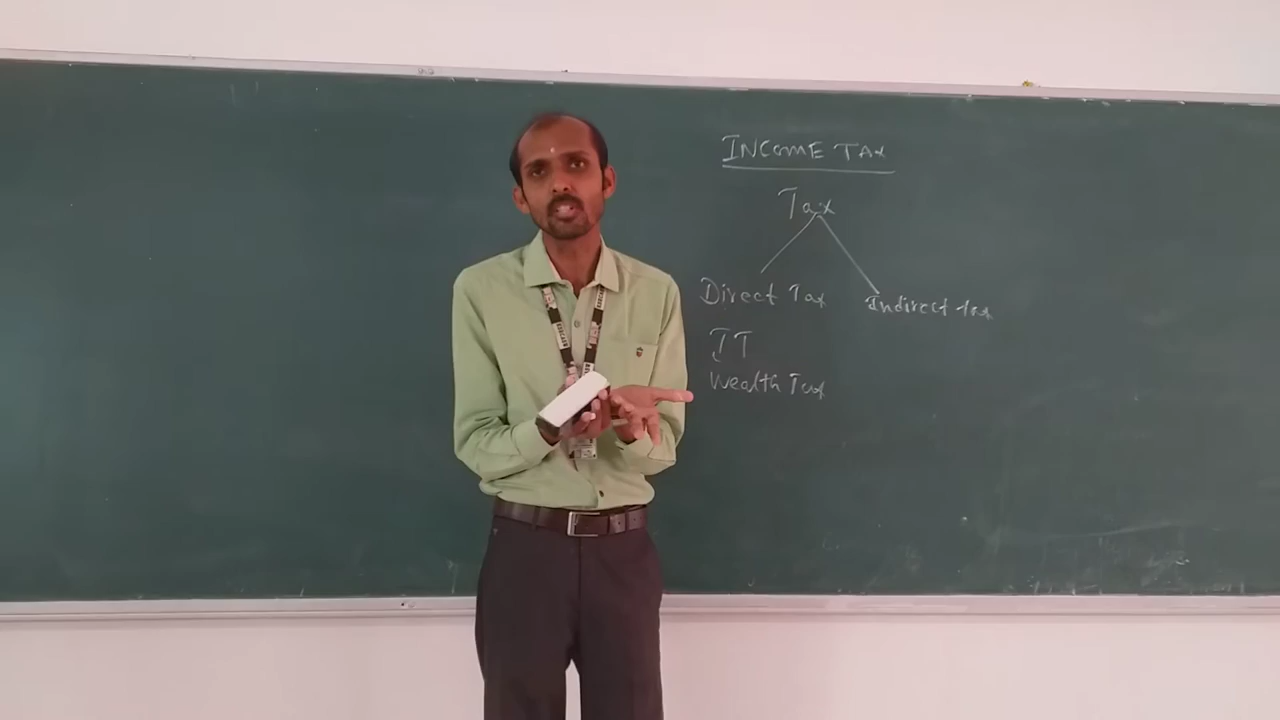 INCOME TAX
Tax
Direct Tax Indirect tax
IT
Wealth Tax